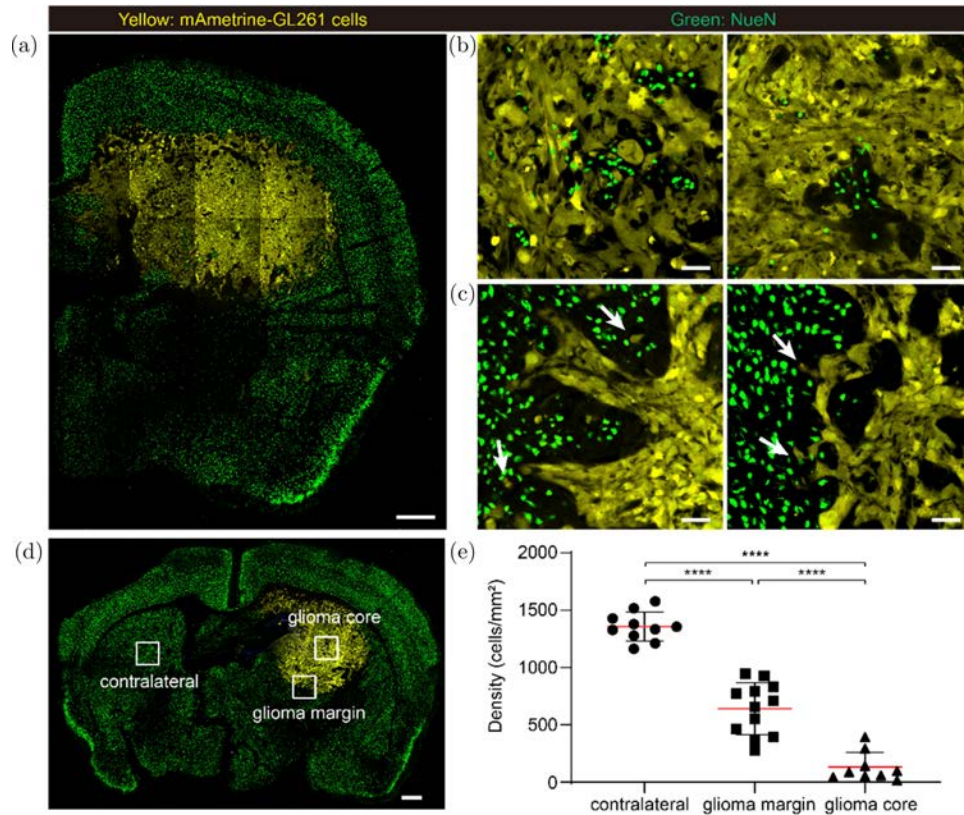 Yellow: mAmetrine-GL261 cells
Green: NueN
(a)
(b)
(c)
(d)
glioma core
contralateral
glioma margin
(e)
Density (cells/mm²)
2000
1500
1000
500
0
****
**** ****
contralateral glioma margin glioma core